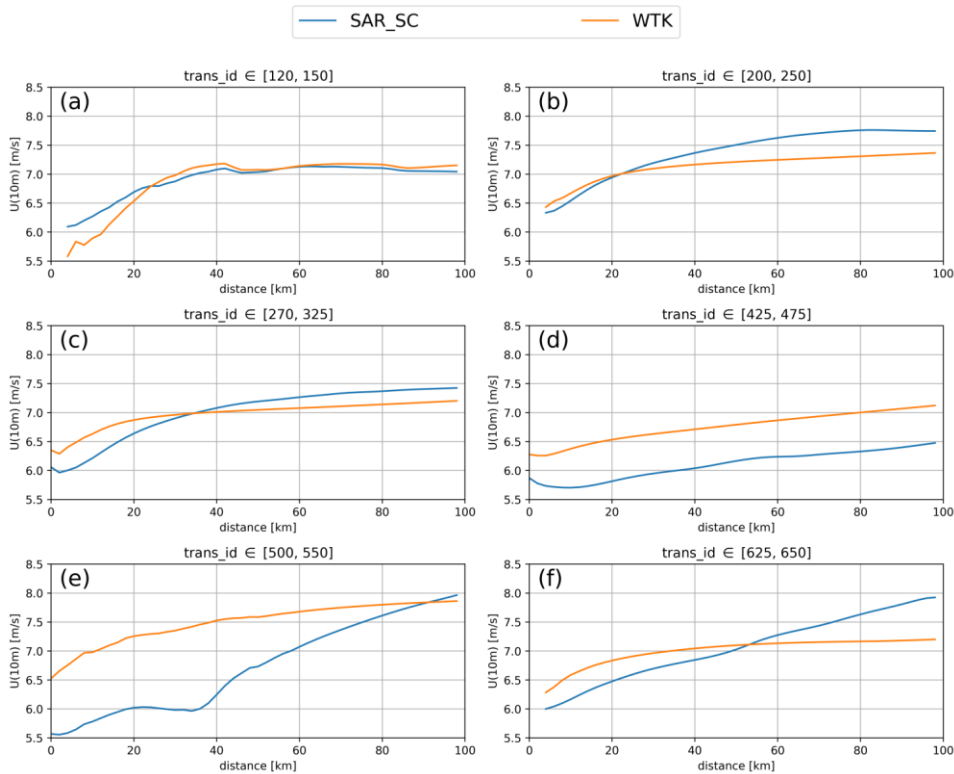 SAR_SC WTK
trans_id ∈ [120, 150]
(a)
U(10m) [m/s]
8.5
8.0
7.5
7.0
6.5
6.0
5.5
0 20 40 60 80 100
distance [km]
trans_id ∈ [200, 250]
(b)
U(10m) [m/s]
8.5
8.0
7.5
7.0
6.5
6.0
5.5
0 20 40 60 80 100
distance [km]
trans_id ∈ [270, 325]
(c)
U(10m) [m/s]
8.5
8.0
7.5
7.0
6.5
6.0
5.5
0 20 40 60 80 100
distance [km]
trans_id ∈ [425, 475]
(d)
U(10m) [m/s]
8.5
8.0
7.5
7.0
6.5
6.0
5.5
0 20 40 60 80 100
distance [km]
trans_id ∈ [500, 550]
(e)
U(10m) [m/s]
8.5
8.0
7.5
7.0
6.5
6.0
5.5
0 20 40 60 80 100
distance [km]
trans_id ∈ [625, 650]
(f)
U(10m) [m/s]
8.5
8.0
7.5
7.0
6.5
6.0
5.5
0 20 40 60 80 100
distance [km]